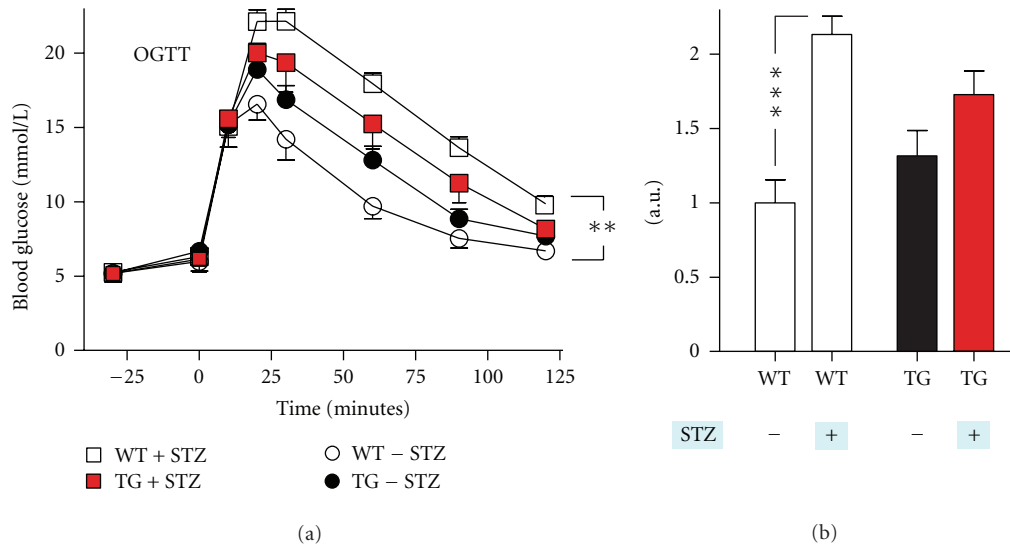 OGTT
20
15
10
5
0
Blood glucose (mmol/L)
−25 0 25 50 75 100 125
Time (minutes)
**
WT + STZ
WT − STZ
TG + STZ
TG − STZ
(a)
2
1.5
1
0.5
0
(a.u.)
***
WT WT TG TG
STZ − + − +
(b)